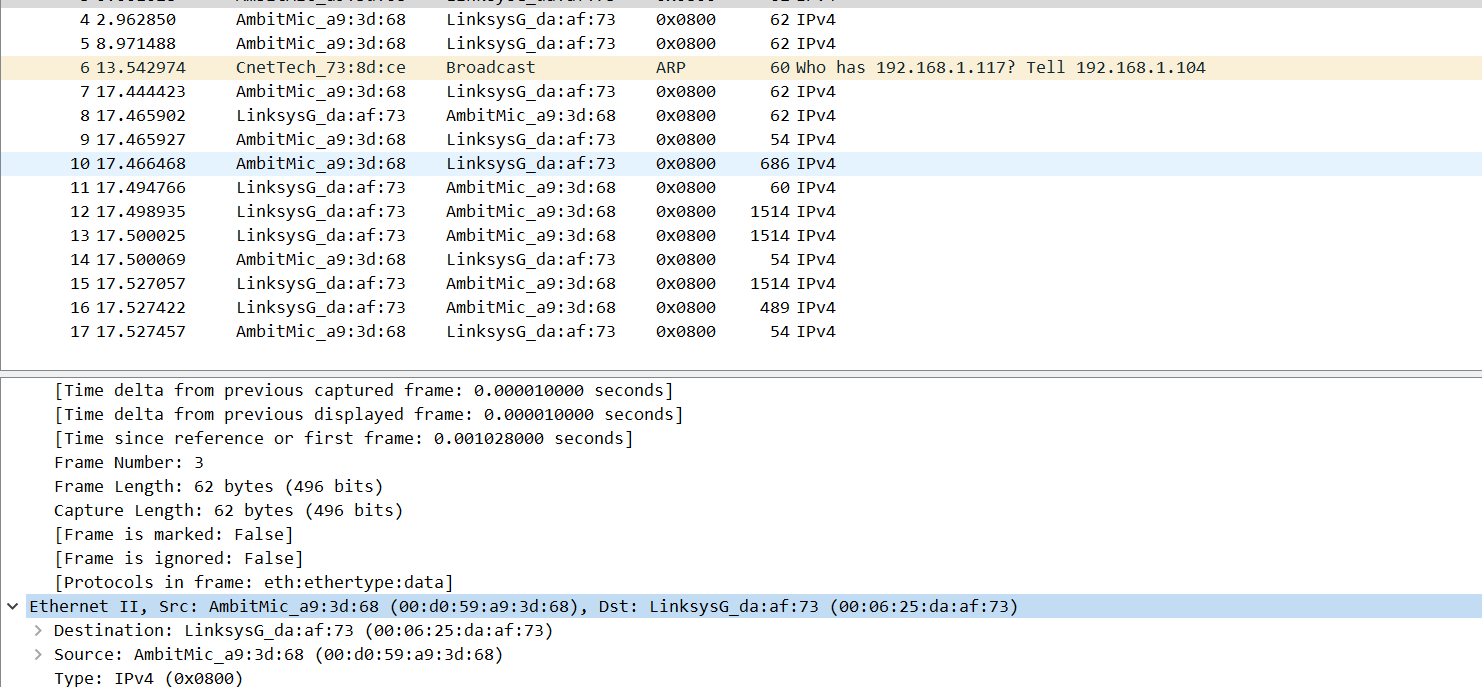 4 2.962850 AmbitMic_a9:3d:68 LinksysG_da:af:73 0x0800 62 IPv4
5 8.971488 AmbitMic_a9:3d:68 LinksysG_da:af:73 0x0800 62 IPv4
6 13.542974 CnetTech_73:8d:ce Broadcast ARP 60 Who has 192.168.1.117? Tell 192.168.1.104
7 17.444423 AmbitMic_a9:3d:68 LinksysG_da:af:73 0x0800 62 IPv4
8 17.465902 LinksysG_da:af:73 AmbitMic_a9:3d:68 0x0800 62 IPv4
9 17.465927 AmbitMic_a9:3d:68 LinksysG_da:af:73 0x0800 54 IPv4
10 17.466468 AmbitMic_a9:3d:68 LinksysG_da:af:73 0x0800 686 IPv4
11 17.494766 LinksysG_da:af:73 AmbitMic_a9:3d:68 0x0800 60 IPv4
12 17.498935 LinksysG_da:af:73 AmbitMic_a9:3d:68 0x0800 1514 IPv4
13 17.500025 LinksysG_da:af:73 AmbitMic_a9:3d:68 0x0800 1514 IPv4
14 17.500069 AmbitMic_a9:3d:68 LinksysG_da:af:73 0x0800 54 IPv4
15 17.527057 LinksysG_da:af:73 AmbitMic_a9:3d:68 0x0800 1514 IPv4
16 17.527422 LinksysG_da:af:73 AmbitMic_a9:3d:68 0x0800 489 IPv4
17 17.527457 AmbitMic_a9:3d:68 LinksysG_da:af:73 0x0800 54 IPv4
[Time delta from previous captured frame: 0.000010000 seconds]
[Time delta from previous displayed frame: 0.000010000 seconds]
[Time since reference or first frame: 0.001028000 seconds]
Frame Number: 3
Frame Length: 62 bytes (496 bits)
Capture Length: 62 bytes (496 bits)
[Frame is marked: False]
[Frame is ignored: False]
[Protocols in frame: eth:ethertype:data]
Ethernet II, Src: AmbitMic_a9:3d:68 (00:d0:59:a9:3d:68), Dst: LinksysG_da:af:73 (00:06:25:da:af:73)
Destination: LinksysG_da:af:73 (00:06:25:da:af:73)
Source: AmbitMic_a9:3d:68 (00:d0:59:a9:3d:68)
Type: IPv4 (0x0800)